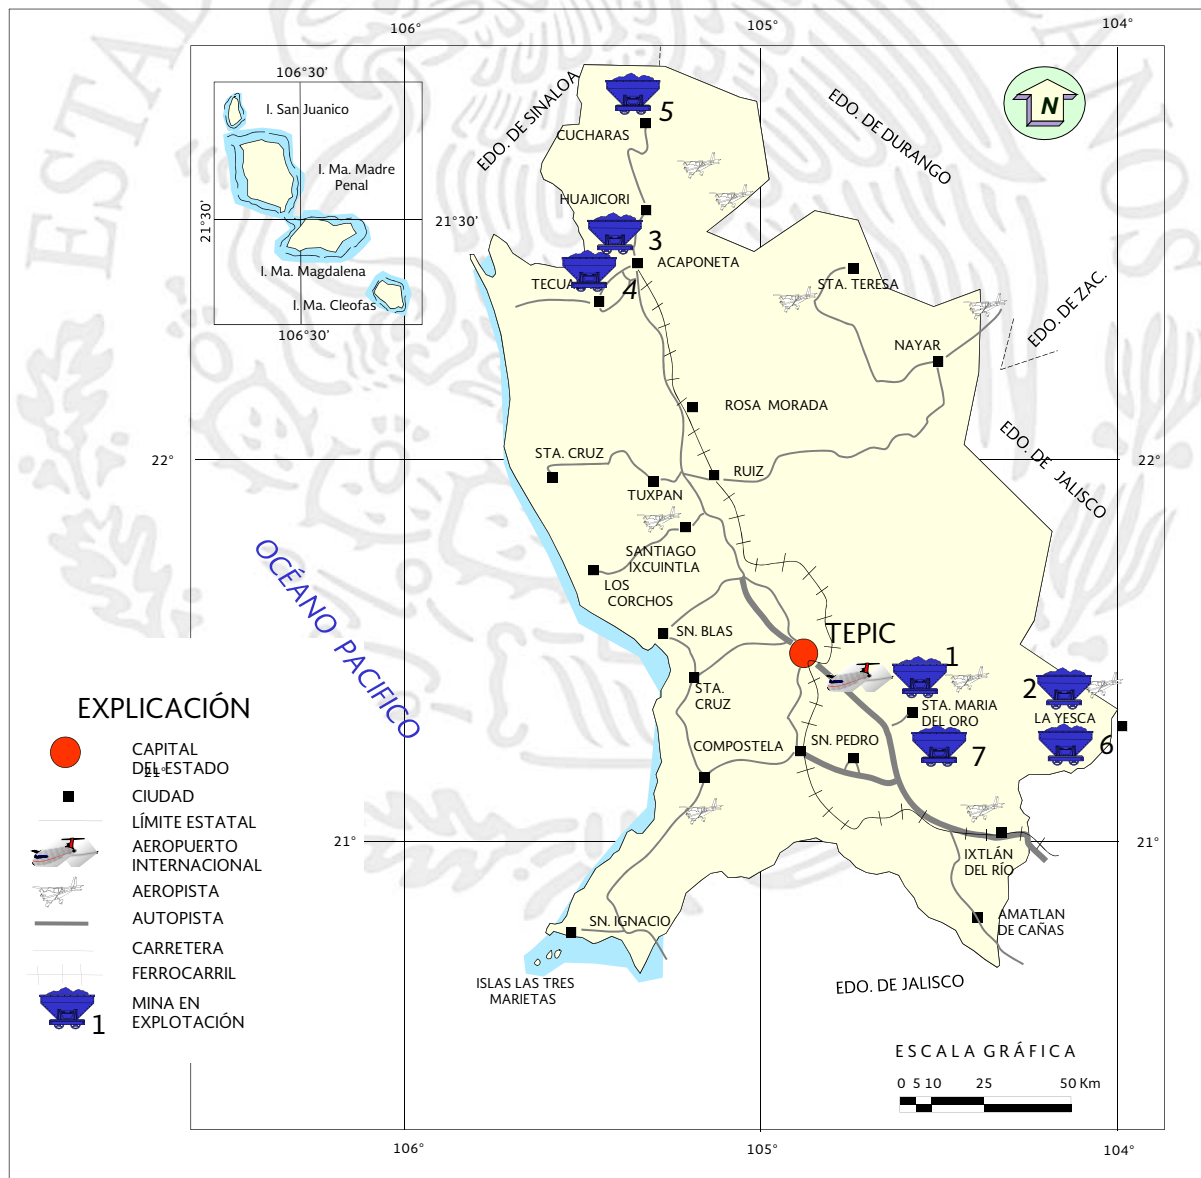 106°
105°
104°
106°30'
I. San Juanico
I. Ma. Madre
Penal
21°30'
21°30'
I. Ma. Magdalena
I. Ma. Cleofas
106°30'
EDO. DE SINALOA
EDO. DE DURANGO
N
5
CUCHARAS
HUAJICORI
3
ACAPONETA
TECUA
4
STA. TERESA
EDO. DE ZAC.
NAYAR
ROSA MORADA
EDO. DE JALISCO
22°
22°
STA. CRUZ
RUIZ
TUXPAN
SANTIAGO
IXCUINTLA
LOS
CORCHOS
OCÉANO PACIFICO
SN. BLAS
TEPIC
1
2
STA.
CRUZ
STA. MARIA
DEL ORO
LA YESCA
COMPOSTELA
SN. PEDRO
7
6
21°
21°
IXTLÁN
DEL RÍO
SN. IGNACIO
AMATLAN
DE CAÑAS
ISLAS LAS TRES
MARIETAS
EDO. DE JALISCO
EXPLICACIÓN
CAPITAL
DEL ESTADO
21°
CIUDAD
LÍMITE ESTATAL
AEROPUERTO
INTERNACIONAL
AEROPISTA
AUTOPISTA
CARRETERA
FERROCARRIL
MINA EN
EXPLOTACIÓN
1
ESCALA GRÁFICA
0 5 10 25 50 Km
106°
105°
104°
ESTAD
ANOS